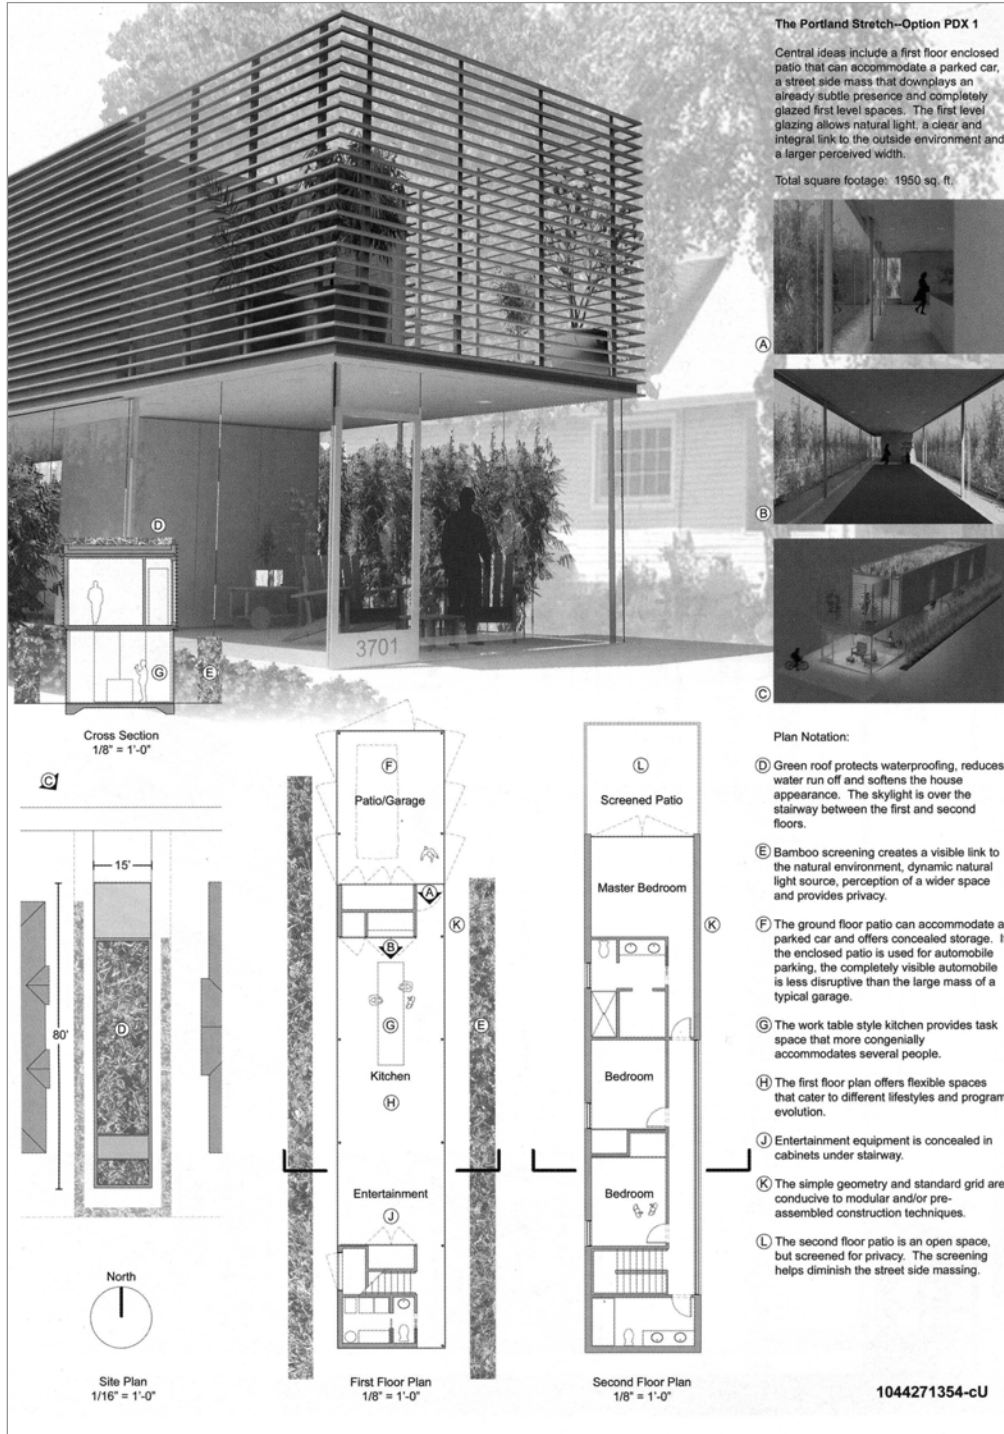 The Portland Stretch--Option PDX 1
Central ideas include a first floor enclosed
patio that can accommodate a parked car,
a street side mass that downplays an
already subtle presence and completely
glazed first level spaces. The first level
glazing allows natural light, a clear and
integral link to the outside environment and
a larger perceived width.
Total square footage: 1950 sq. ft.
A
B
C
3701
D
G
E
Cross Section
1/8" = 1'-0"
C
15'
80'
D
North
Site Plan
1/16" = 1'-0"
F
Patio/Garage
A
K
B
G
E
Kitchen
H
Entertainment
J
First Floor Plan
1/8" = 1'-0"
L
Screened Patio
Master Bedroom
K
Bedroom
Bedroom
Second Floor Plan
1/8" = 1'-0"
Plan Notation:
D Green roof protects waterproofing, reduces
water run off and softens the house
appearance. The skylight is over the
stairway between the first and second
floors.
E Bamboo screening creates a visible link to
the natural environment, dynamic natural
light source, perception of a wider space
and provides privacy.
F The ground floor patio can accommodate a
parked car and offers concealed storage. I
the enclosed patio is used for automobile
parking, the completely visible automobile
is less disruptive than the large mass of a
typical garage.
G The work table style kitchen provides task
space that more congenially
accommodates several people.
H The first floor plan offers flexible spaces
that cater to different lifestyles and program
evolution.
J Entertainment equipment is concealed in
cabinets under stairway.
K The simple geometry and standard grid are
conducive to modular and/or pre-
assembled construction techniques.
L The second floor patio is an open space,
but screened for privacy. The screening
helps diminish the street side massing.
1044271354-cU